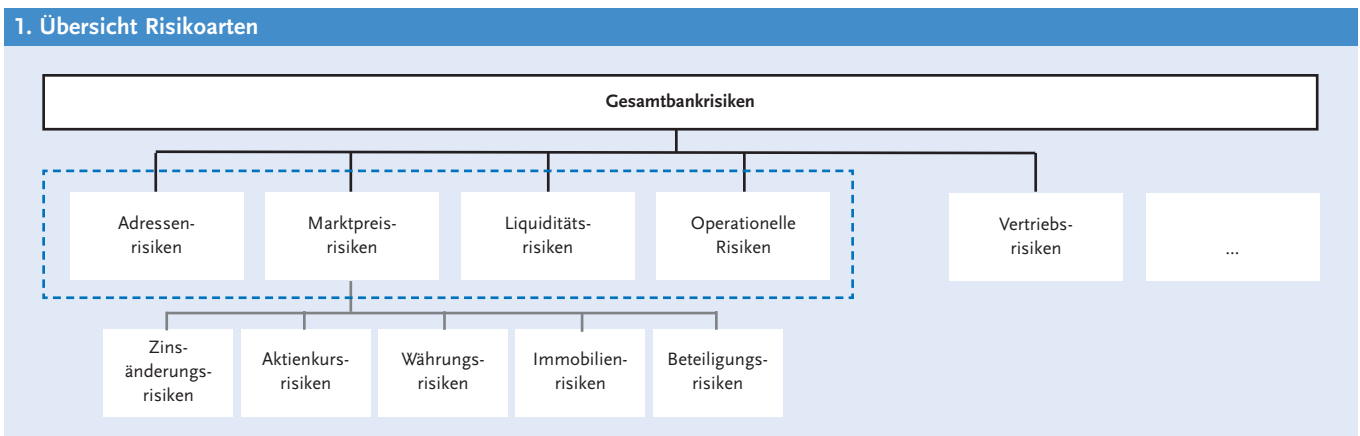 1. Übersicht Risikoarten
Gesamtbankrisiken
Adressen-
risiken
Marktpreis-
risiken
Liquiditäts-
risiken
Operationelle
Risiken
Vertriebs-
risiken
...
Zins-
änderungs-
risiken
Aktienkurs-
risiken
Währungs-
risiken
Immobilien-
risiken
Beteiligungs-
risiken